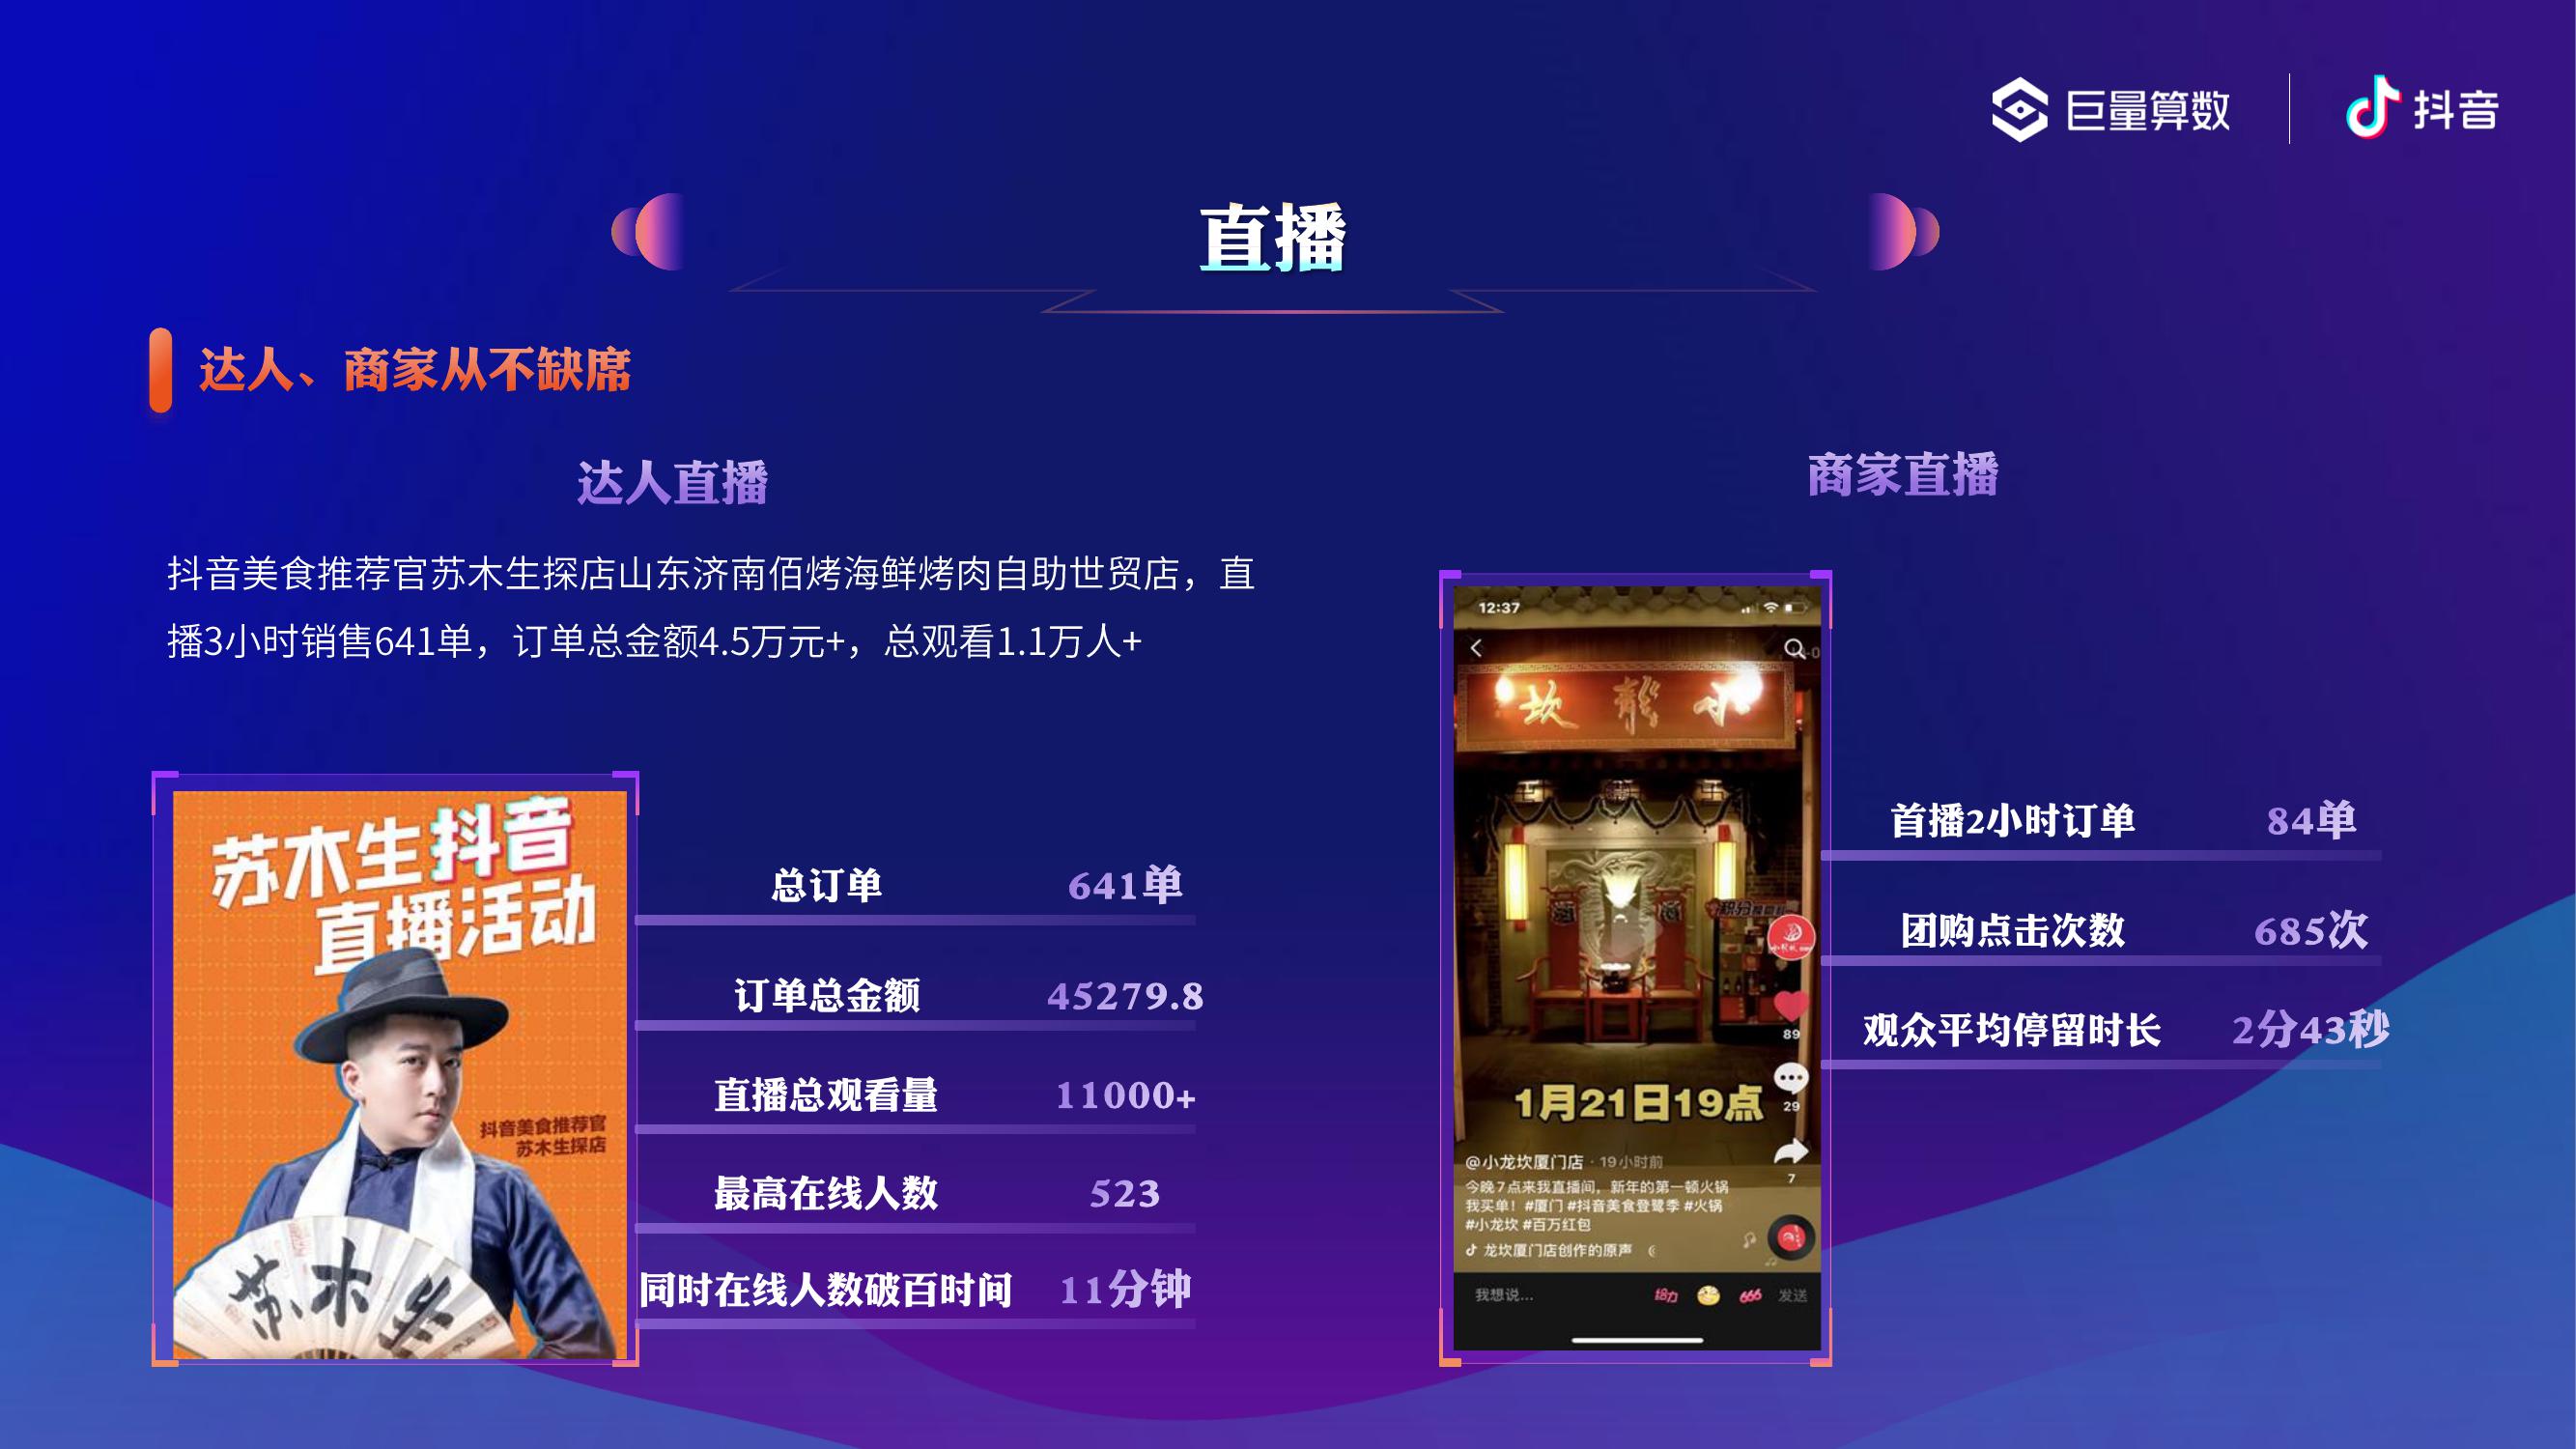 巨量算数
抖音
直播
达人、商家从不缺席
达人直播
抖音美食推荐官苏木生探店山东济南佰烤海鲜烤肉自助世贸店，直
播3小时销售641单，订单总金额4.5万元+，总观看1.1万人+
苏木生抖音
直播活动
抖音美食推荐官
苏木生探店
苏木生
总订单 641单
订单总金额 45279.8
直播总观看量 11000+
最高在线人数 523
同时在线人数破百时间 11分钟
商家直播
12:37
小龍坎
89
29
7
1月21日19点
@小龙坎厦门店 · 19小时前
今晚7点来我直播间，新年的第一顿火锅
我买单！#厦门 #抖音美食登鹭季 #火锅
#小龙坎 #百万红包
龙坎厦门店创作的原声
我想说... 给力 666 发送
首播2小时订单 84单
团购点击次数 685次
观众平均停留时长 2分43秒